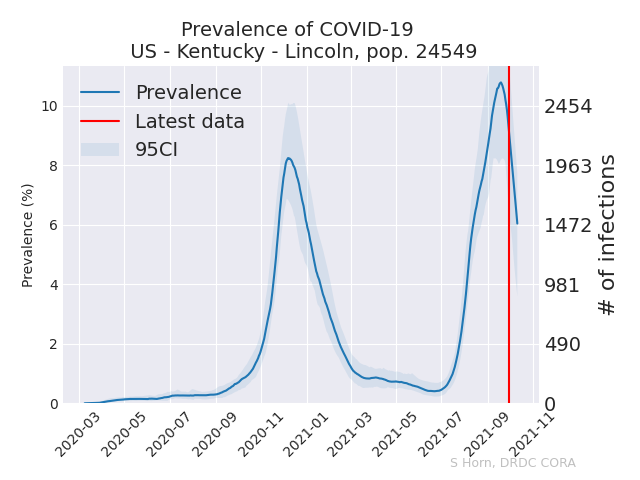 Prevalence of COVID-19
US - Kentucky - Lincoln, pop. 24549
Prevalence
Latest data
95CI
Prevalence (%)
10
8
6
4
2
0
2454
1963
1472
981
490
0
# of infections
2020-03
2020-05
2020-07
2020-09
2020-11
2021-01
2021-03
2021-05
2021-07
2021-09
2021-11
S Horn, DRDC CORA